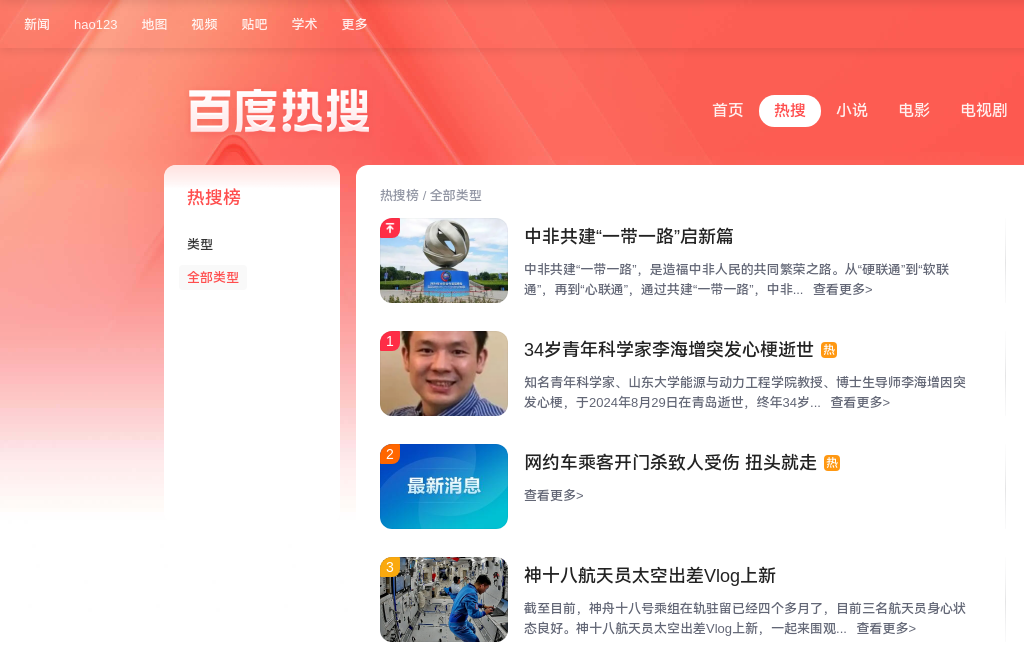 新闻 hao123 地图 视频 贴吧 学术 更多
百度热搜
首页 热搜 小说 电影 电视剧
热搜榜
类型
全部类型
热搜榜 / 全部类型
中非共建“一带一路”启新篇
中非共建“一带一路”，是造福中非人民的共同繁荣之路。从“硬联通”到“软联
通”，再到“心联通”，通过共建“一带一路”，中非... 查看更多>
1
34岁青年科学家李海增突发心梗逝世 热
知名青年科学家、山东大学能源与动力工程学院教授、博士生导师李海增因突
发心梗，于2024年8月29日在青岛逝世，终年34岁... 查看更多>
2
最新消息
网约车乘客开门杀致人受伤 扭头就走 热
查看更多>
3
神十八航天员太空出差Vlog上新
截至目前，神舟十八号乘组在轨驻留已经四个多月了，目前三名航天员身心状
态良好。神十八航天员太空出差Vlog上新，一起来围观... 查看更多>